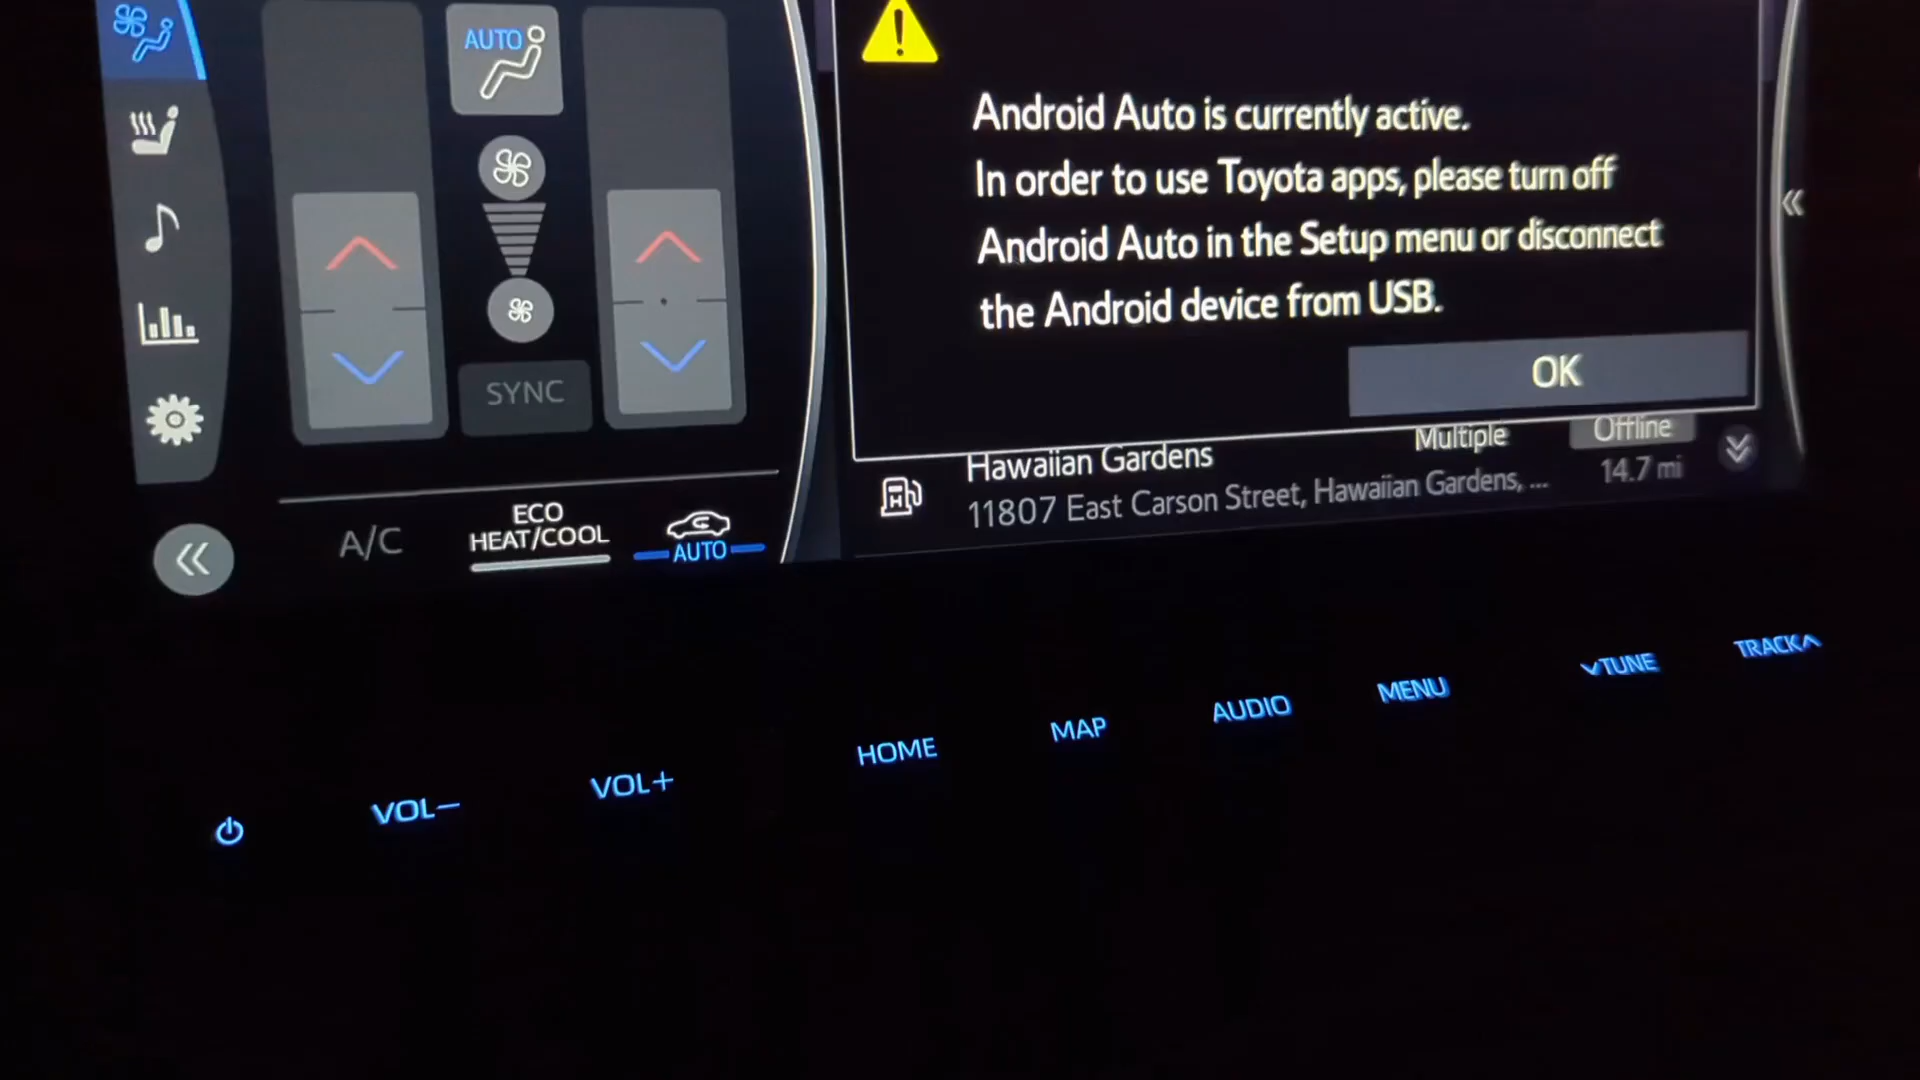 AUTO
SYNC
A/C
ECO
HEAT/COOL
AUTO
Android Auto is currently active.
In order to use Toyota apps, please turn off
Android Auto in the Setup menu or disconnect
the Android device from USB.
OK
Hawaiian Gardens Multiple Offline
11807 East Carson Street, Hawaiian Gardens, ... 14.7 mi
VOL− VOL+ HOME MAP AUDIO MENU ∨TUNE TRACK∧